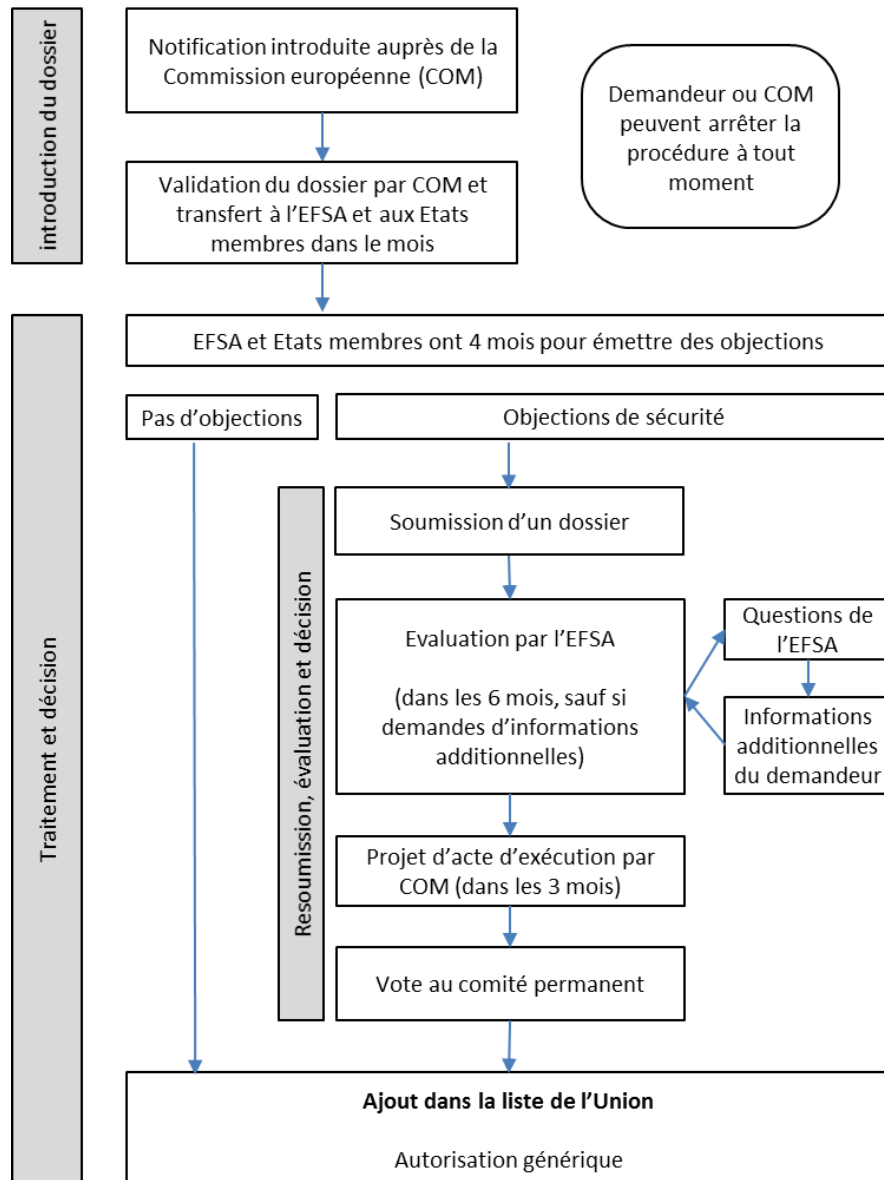 introduction du dossier
Notification introduite auprès de la
Commission européenne (COM)
Demandeur ou COM
peuvent arrêter la
procédure à tout
moment
Validation du dossier par COM et
transfert à l’EFSA et aux Etats
membres dans le mois
Traitement et décision
EFSA et Etats membres ont 4 mois pour émettre des objections
Pas d’objections
Objections de sécurité
Resoumission, évaluation et décision
Soumission d’un dossier
Evaluation par l’EFSA
(dans les 6 mois, sauf si
demandes d’informations
additionnelles)
Questions de
l’EFSA
Informations
additionnelles
du demandeur
Projet d’acte d’exécution par
COM (dans les 3 mois)
Vote au comité permanent
Ajout dans la liste de l’Union
Autorisation générique